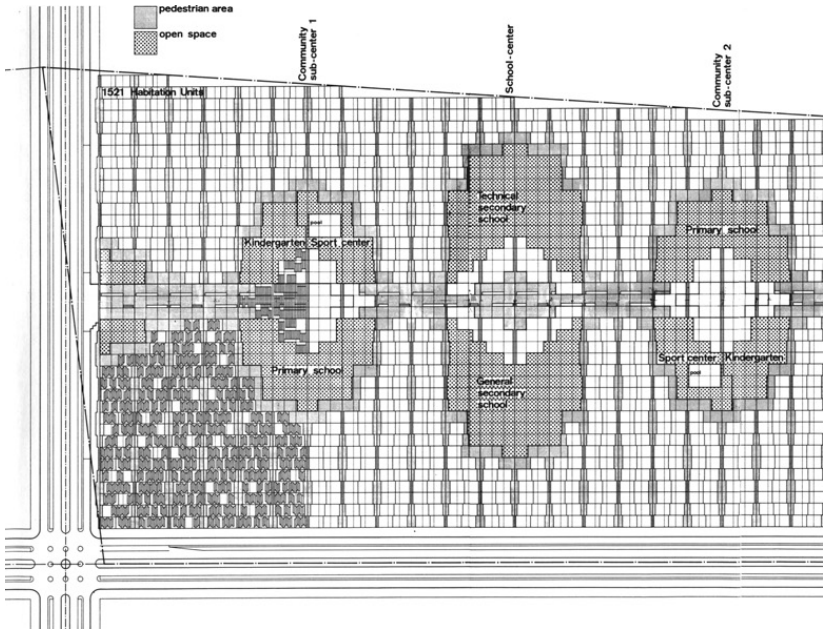 pedestrian area
open space
Community
sub-center 1
School-center
Community
sub-center 2
1521 Habitation Units
Technical
secondary
school
pool
Kindergarten
Sport center
Primary school
Primary school
General
secondary
school
Sport center
Kindergarten
pool